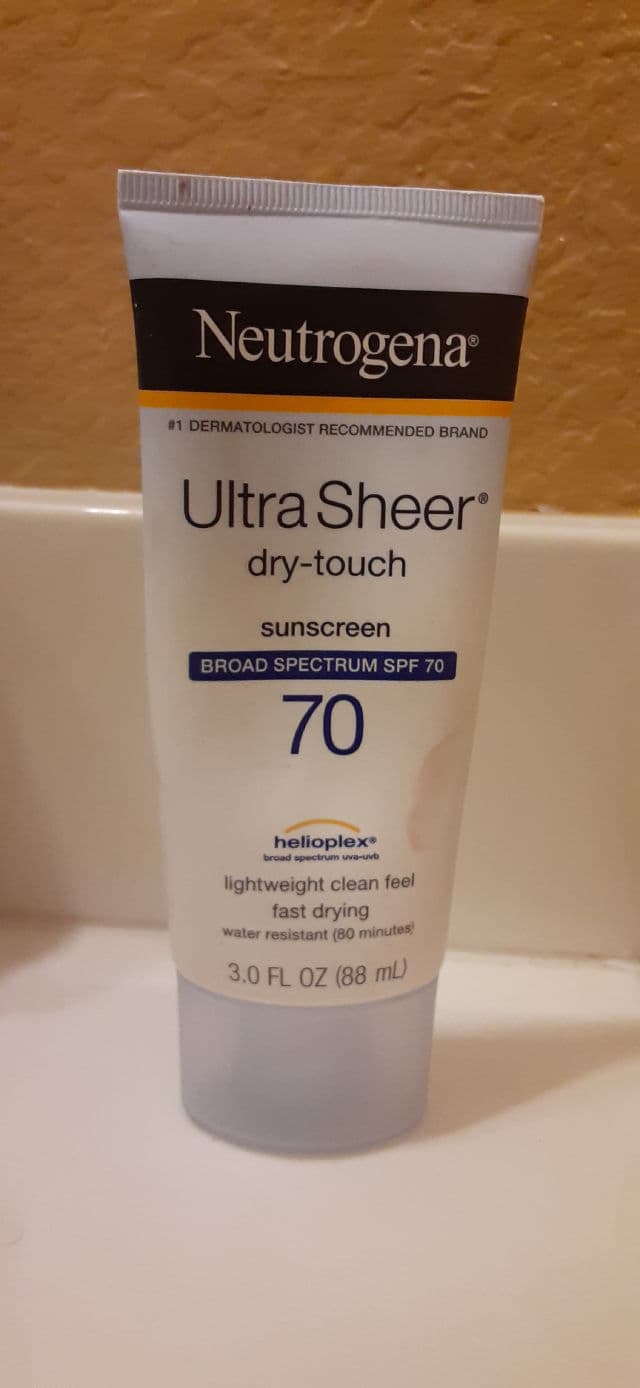 Neutrogena®
#1 DERMATOLOGIST RECOMMENDED BRAND
Ultra Sheer®
dry-touch
sunscreen
BROAD SPECTRUM SPF 70
70
helioplex®
broad spectrum uva-uvb
lightweight clean feel
fast drying
water resistant (80 minutes)
3.0 FL OZ (88 mL)